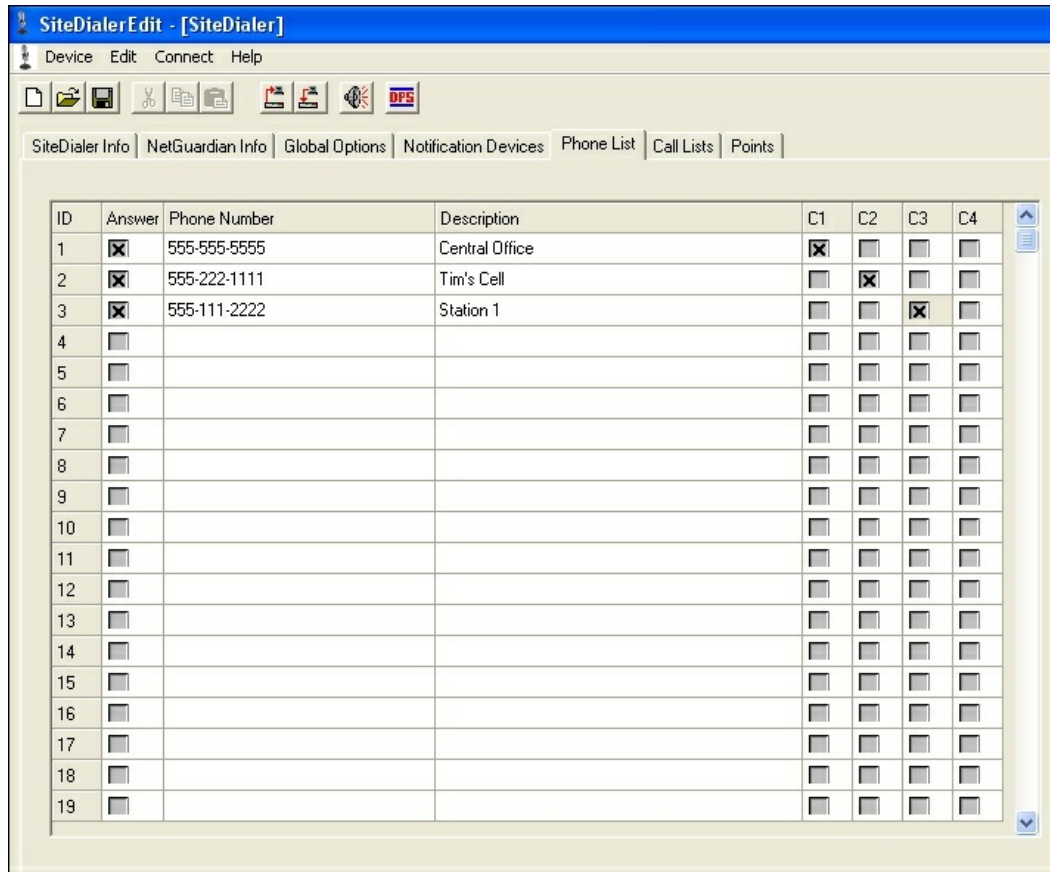 SiteDialerEdit - [SiteDialer]
Device Edit Connect Help
DPS
SiteDialer Info NetGuardian Info Global Options Notification Devices Phone List Call Lists Points
ID Answer Phone Number Description C1 C2 C3 C4
1 555-555-5555 Central Office
2 555-222-1111 Tim's Cell
3 555-111-2222 Station 1
4
5
6
7
8
9
10
11
12
13
14
15
16
17
18
19